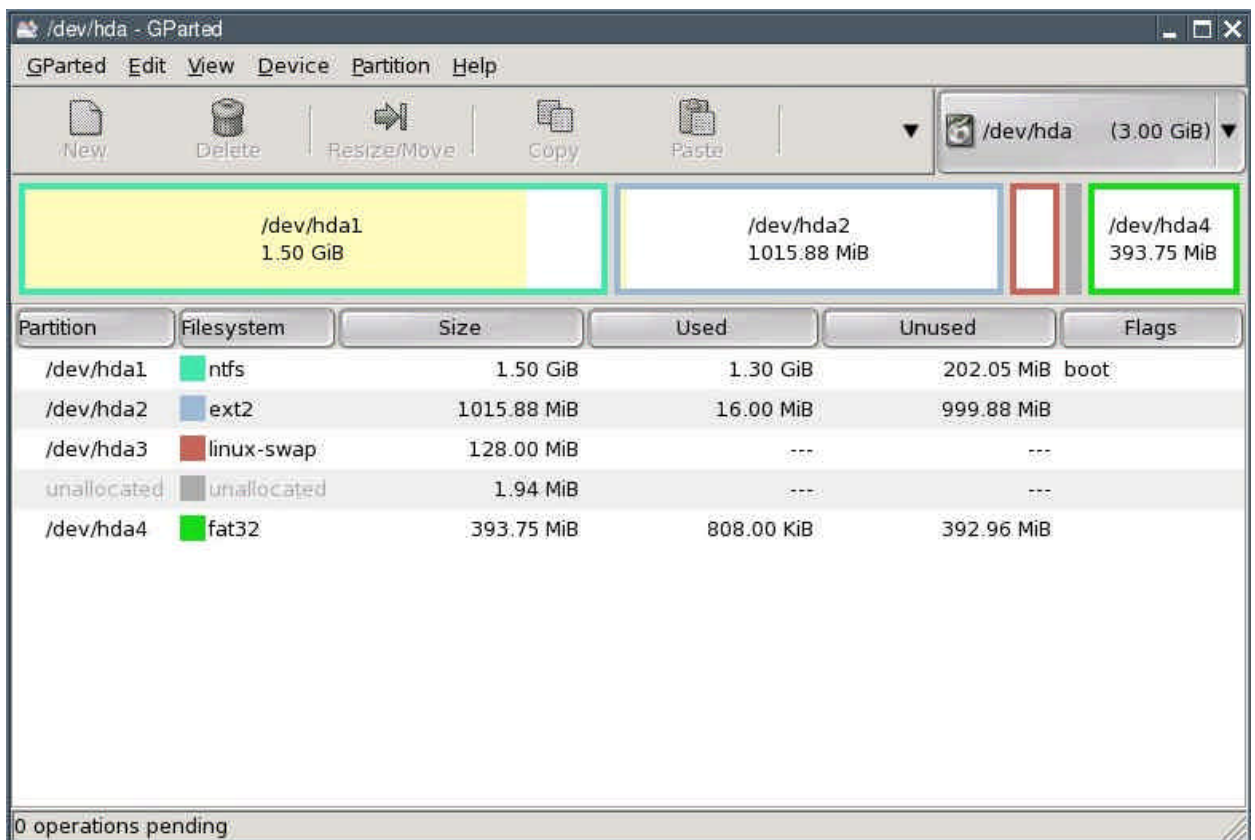 /dev/hda - GParted
GParted Edit View Device Partition Help
New Delete Resize/Move Copy Paste /dev/hda (3.00 GiB)
/dev/hda1 /dev/hda2 /dev/hda4
1.50 GiB 1015.88 MiB 393.75 MiB
Partition Filesystem Size Used Unused Flags
/dev/hda1 ntfs 1.50 GiB 1.30 GiB 202.05 MiB boot
/dev/hda2 ext2 1015.88 MiB 16.00 MiB 999.88 MiB
/dev/hda3 linux-swap 128.00 MiB --- ---
unallocated unallocated 1.94 MiB --- ---
/dev/hda4 fat32 393.75 MiB 808.00 KiB 392.96 MiB
0 operations pending